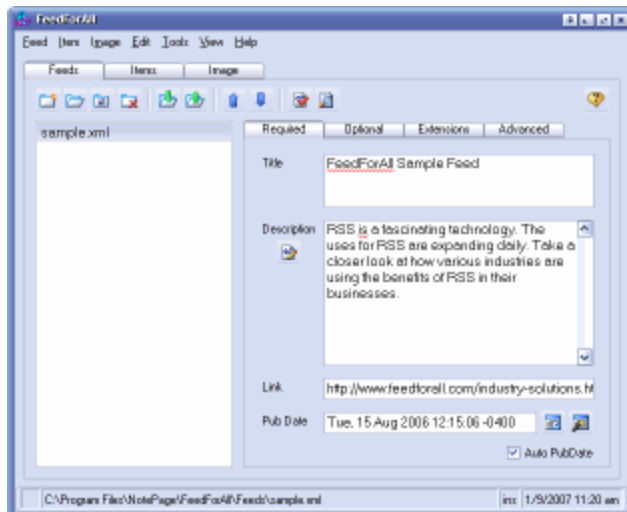 FeedForAll
Feed Item Image Edit Tools View Help
Feeds Items Image
sample.xml
Required Optional Extensions Advanced
Title
FeedForAll Sample Feed
Description
RSS is a fascinating technology. The
uses for RSS are expanding daily. Take a
closer look at how various industries are
using the benefits of RSS in their
businesses.
Link
http://www.feedforall.com/industry-solutions.ht
Pub Date
Tue, 15 Aug 2006 12:15:06 -0400
Auto PubDate
C:\Program Files\NotePage\FeedForAll\Feeds\sample.xml
ins 1/9/2007 11:20 am